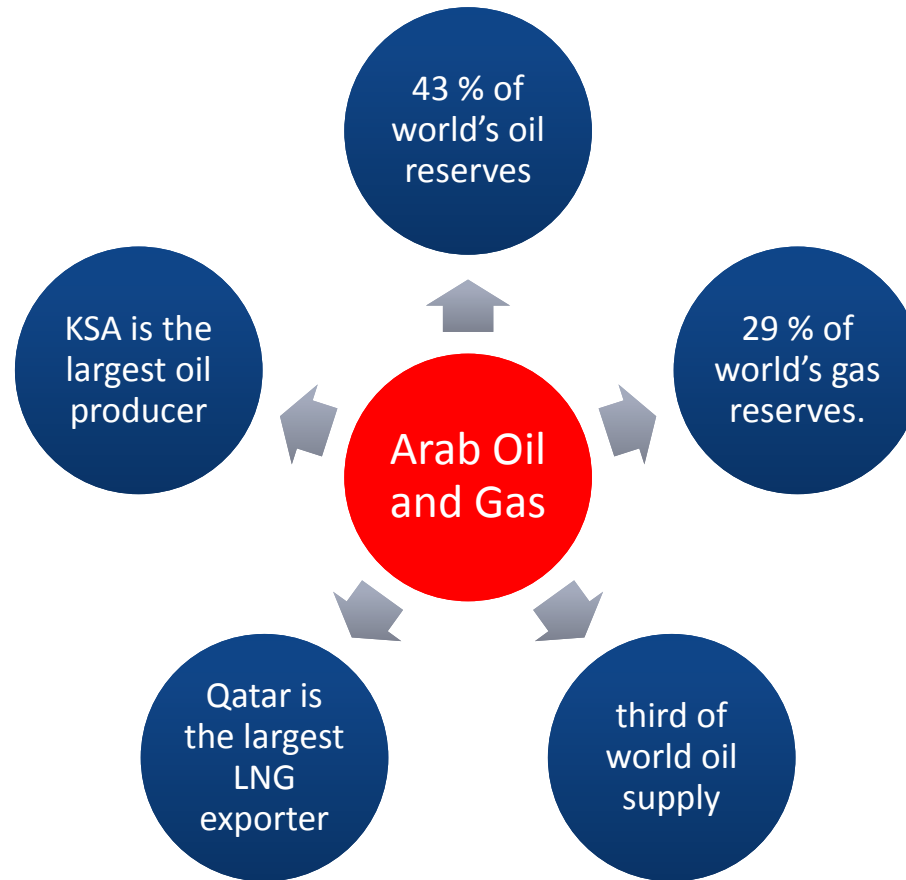 43 % of
world’s oil
reserves
KSA is the
largest oil
producer
29 % of
world’s gas
reserves.
Arab Oil
and Gas
Qatar is
the largest
LNG
exporter
third of
world oil
supply